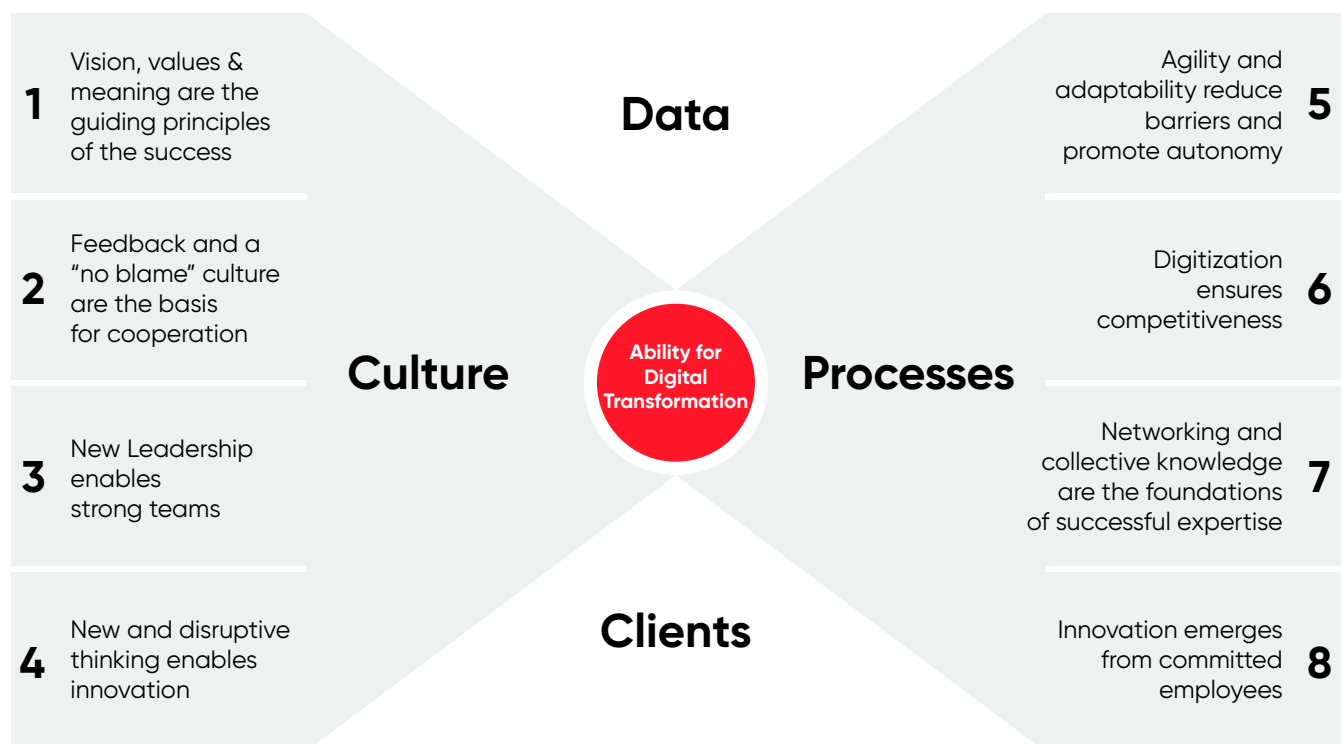 1
Vision, values &
meaning are the
guiding principles
of the success
2
Feedback and a
“no blame” culture
are the basis
for cooperation
3
New Leadership
enables
strong teams
4
New and disruptive
thinking enables
innovation
Data
Culture
Ability for
Digital
Transformation
Processes
Clients
Agility and
adaptability reduce
barriers and
promote autonomy
5
Digitization
ensures
competitiveness
6
Networking and
collective knowledge
are the foundations
of successful expertise
7
Innovation emerges
from committed
employees
8